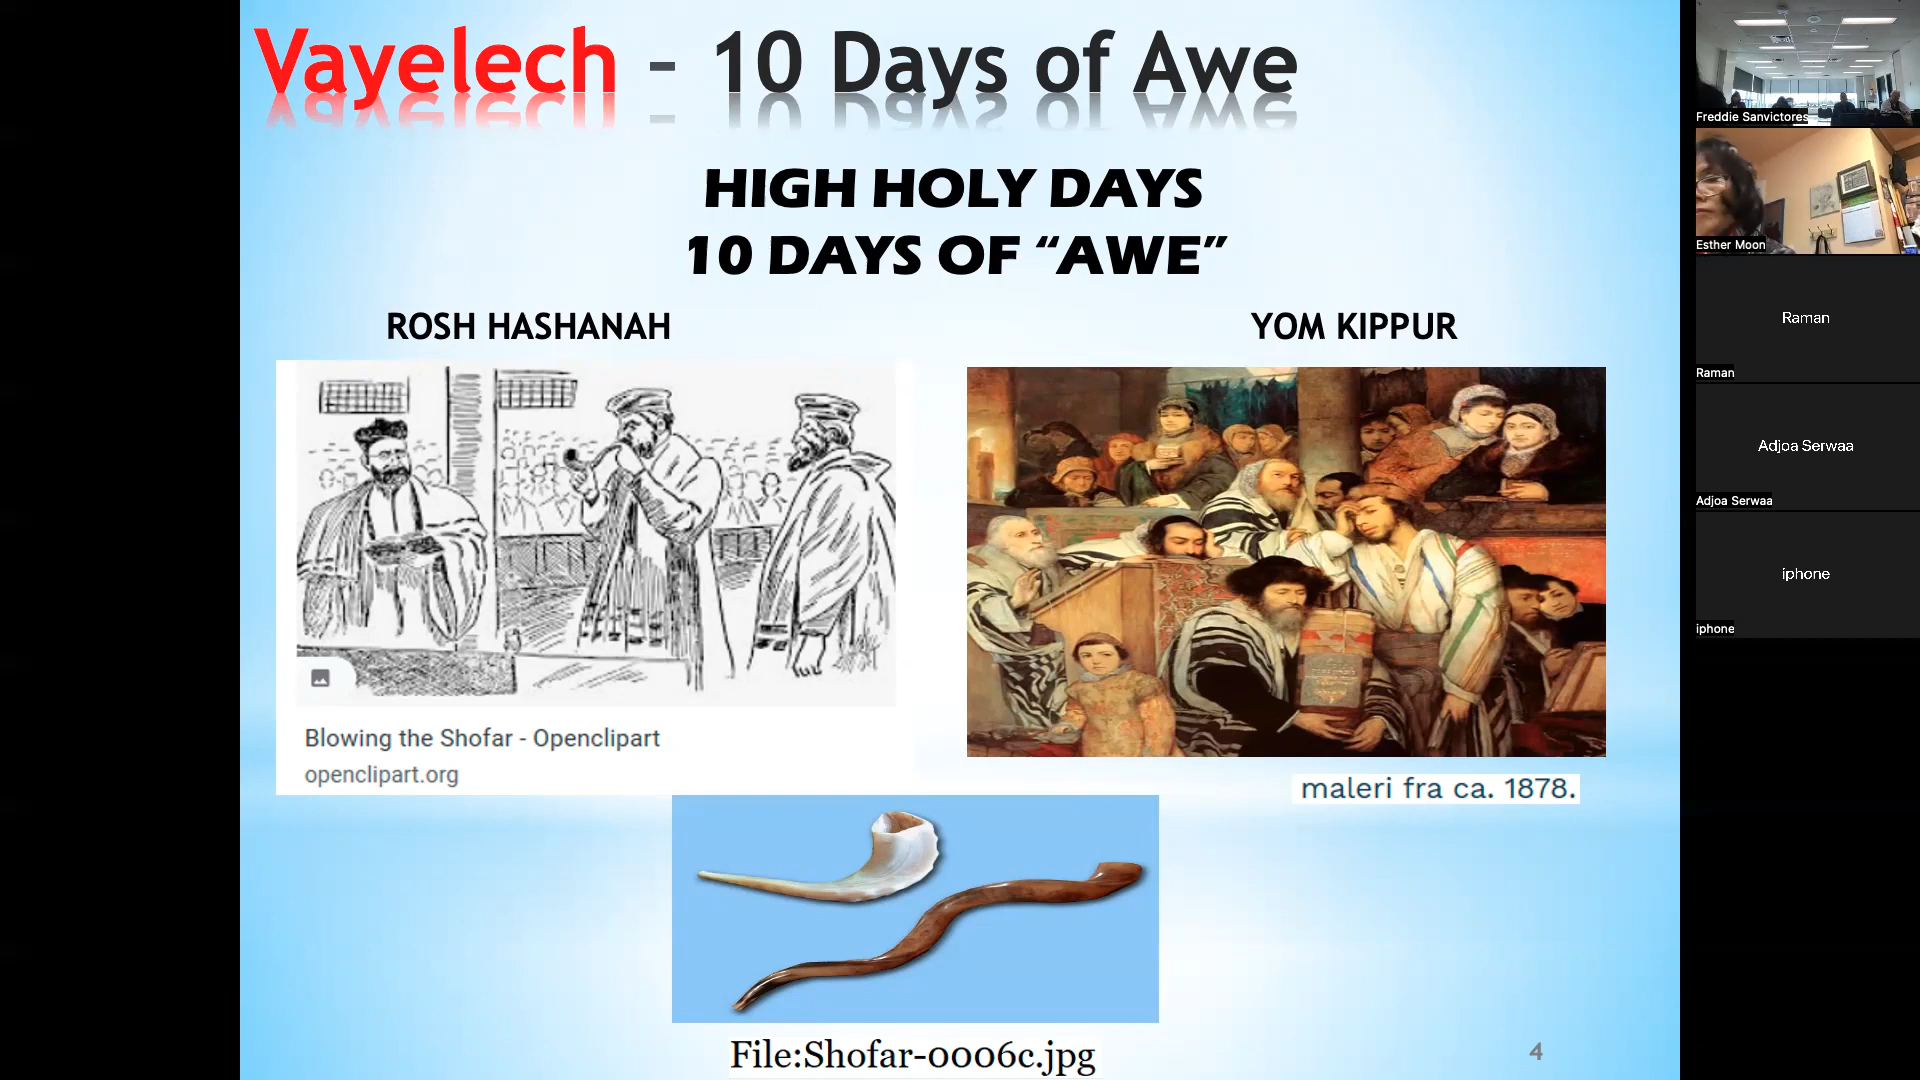 Vayelech - 10 Days of Awe
HIGH HOLY DAYS
10 DAYS OF “AWE”
ROSH HASHANAH
YOM KIPPUR
Blowing the Shofar - Openclipart
openclipart.org
maleri fra ca. 1878.
File:Shofar-0006c.jpg
4
Freddie Sanvictores
Esther Moon
Raman
Raman
Adjoa Serwaa
Adjoa Serwaa
iphone
iphone